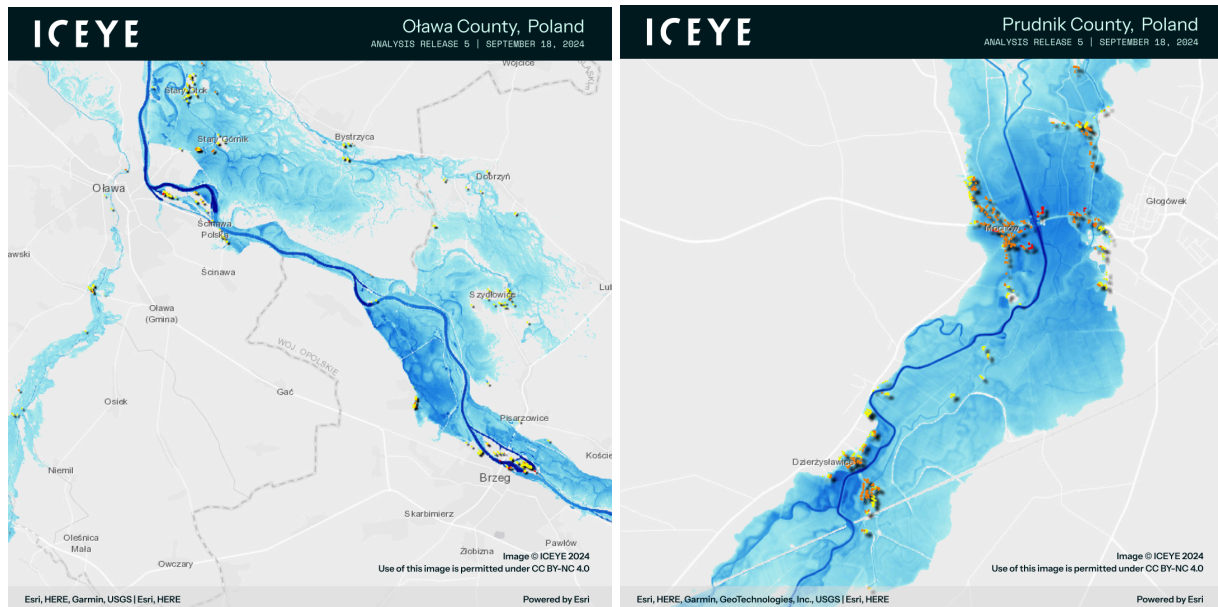 ICEYE
Oława County, Poland
ANALYSIS RELEASE 5 | SEPTEMBER 18, 2024
Wójcice
Stary Otok
Stary Górnik
Bystrzyca
Oława
Dobrzyń
Ścinawa
Polska
awski
Ścinawa
Szydłowice
Lub
Oława
(Gmina)
WOJ. OPOLSKIE
Gać
Osiek
Pisarzowice
Koście
Niemil
Brzeg
Skarbimierz
Oleśnica
Mała
Żłobizna
Pawłów
Owczary
Image © ICEYE 2024
Use of this image is permitted under CC BY-NC 4.0
Esri, HERE, Garmin, USGS | Esri, HERE
Powered by Esri
ICEYE
Prudnik County, Poland
ANALYSIS RELEASE 5 | SEPTEMBER 18, 2024
Głogówek
Mochów
Dzierżysławice
Image © ICEYE 2024
Use of this image is permitted under CC BY-NC 4.0
Esri, HERE, Garmin, GeoTechnologies, Inc., USGS | Esri, HERE
Powered by Esri